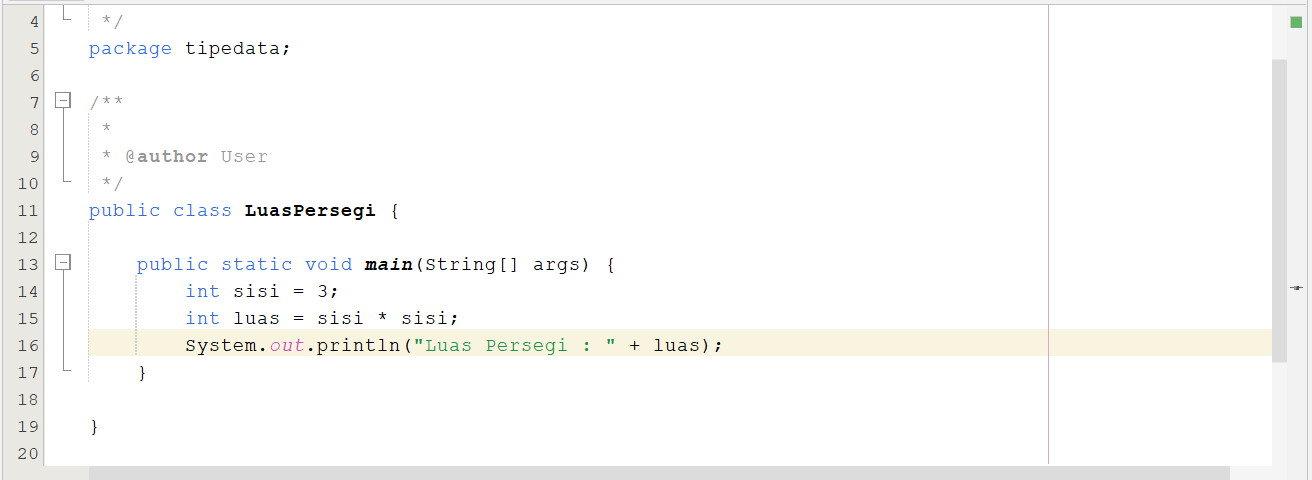 4 */
5 package tipedata;
6
7 /**
8 *
9 * @author User
10 */
11 public class LuasPersegi {
12
13 public static void main(String[] args) {
14 int sisi = 3;
15 int luas = sisi * sisi;
16 System.out.println("Luas Persegi : " + luas);
17 }
18
19 }
20